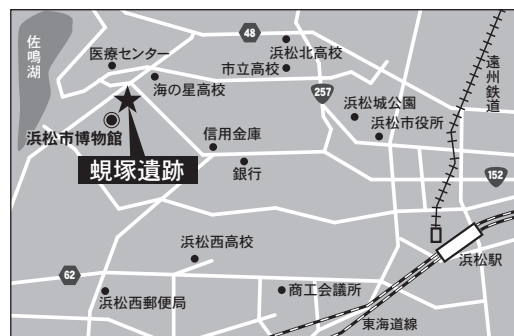 佐鳴湖
医療センター
48
浜松北高校
市立高校
海の星高校
257
浜松城公園
遠州鉄道
浜松市博物館
浜松市役所
信用金庫
蜆塚遺跡
銀行
152
浜松西高校
浜松駅
62
浜松西郵便局
商工会議所
東海道線